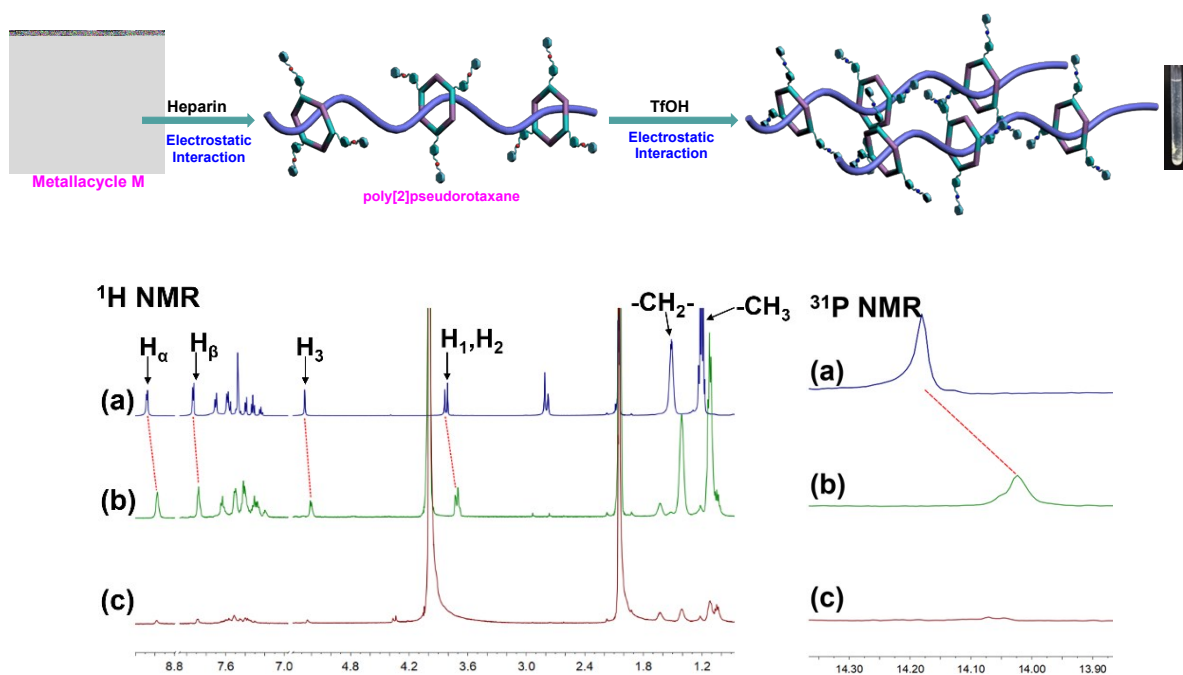 Heparin
TfOH
Electrostatic
Interaction
Electrostatic
Interaction
Metallacycle M
poly[2]pseudorotaxane
¹H NMR
³¹P NMR
-CH₂-
-CH₃
Hα
Hβ
H₃
H₁,H₂
(a)
(a)
(b)
(b)
(c)
(c)
8.8 7.6 7.0 4.8 4.2 3.6 3.0 2.4 1.8 1.2
14.30 14.20 14.10 14.00 13.90